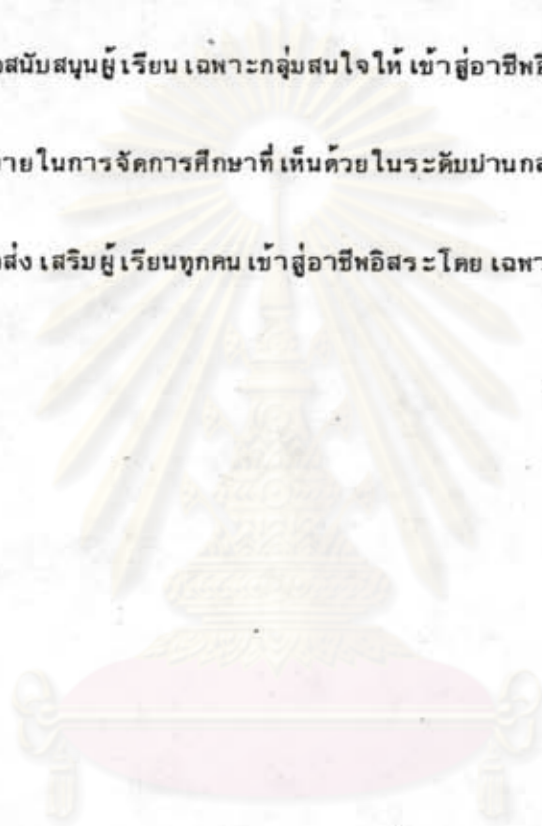 สนับสนุนผู้เรียนเฉพาะกลุ่มสนใจให้เข้าสู่อาชีพอิ
ายในการจัดการศึกษาที่เห็นด้วยในระดับปานกล
ส่งเสริมผู้เรียนทุกคนเข้าสู่อาชีพอิสระโดยเฉพา